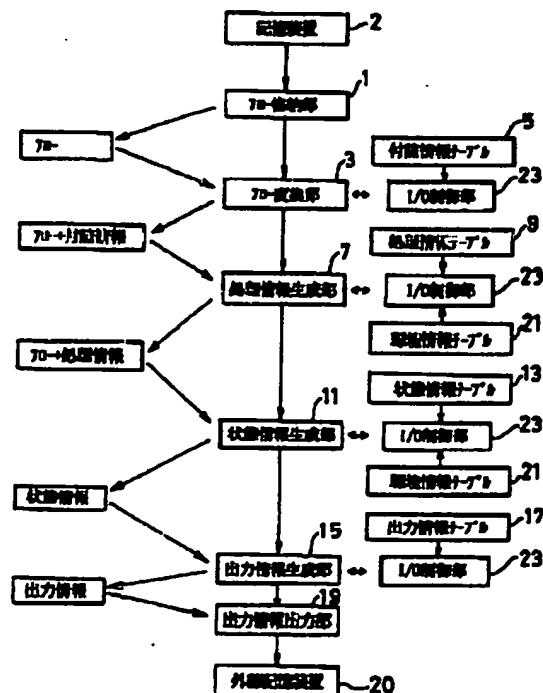 記憶装置
2
1
フロー格納部
フロー
5
付随情報テーブル
3
23
フロー変換部
I/O制御部
フロー+付随情報
9
処理情報テーブル
7
23
処理情報生成部
I/O制御部
フロー+処理情報
21
環境情報テーブル
13
状態情報テーブル
11
23
状態情報生成部
I/O制御部
21
環境情報テーブル
状態情報
17
出力情報テーブル
15
23
出力情報生成部
I/O制御部
出力情報
19
出力情報出力部
外部記憶装置
20